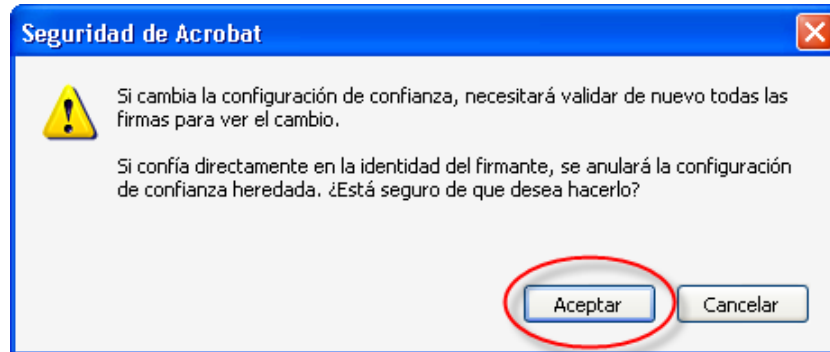 Seguridad de Acrobat
Si cambia la configuración de confianza, necesitará validar de nuevo todas las
firmas para ver el cambio.
Si confía directamente en la identidad del firmante, se anulará la configuración
de confianza heredada. ¿Está seguro de que desea hacerlo?
Aceptar
Cancelar